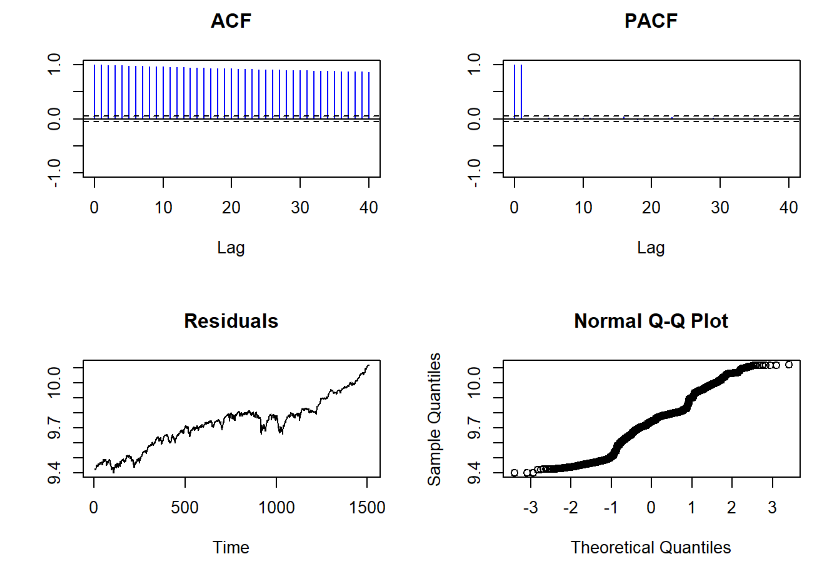 ACF
1.0
0.0
-1.0
0 10 20 30 40
Lag
PACF
1.0
0.0
-1.0
0 10 20 30 40
Lag
Residuals
10.0
9.7
9.4
0 500 1000 1500
Time
Normal Q-Q Plot
Sample Quantiles
10.0
9.7
9.4
-3 -2 -1 0 1 2 3
Theoretical Quantiles